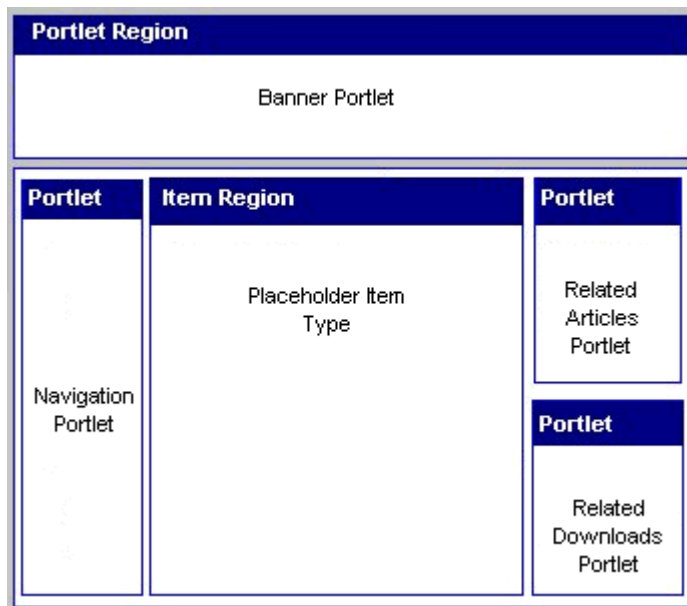 Portlet Region
Banner Portlet
Portlet
Navigation
Portlet
Item Region
Placeholder Item
Type
Portlet
Related
Articles
Portlet
Portlet
Related
Downloads
Portlet